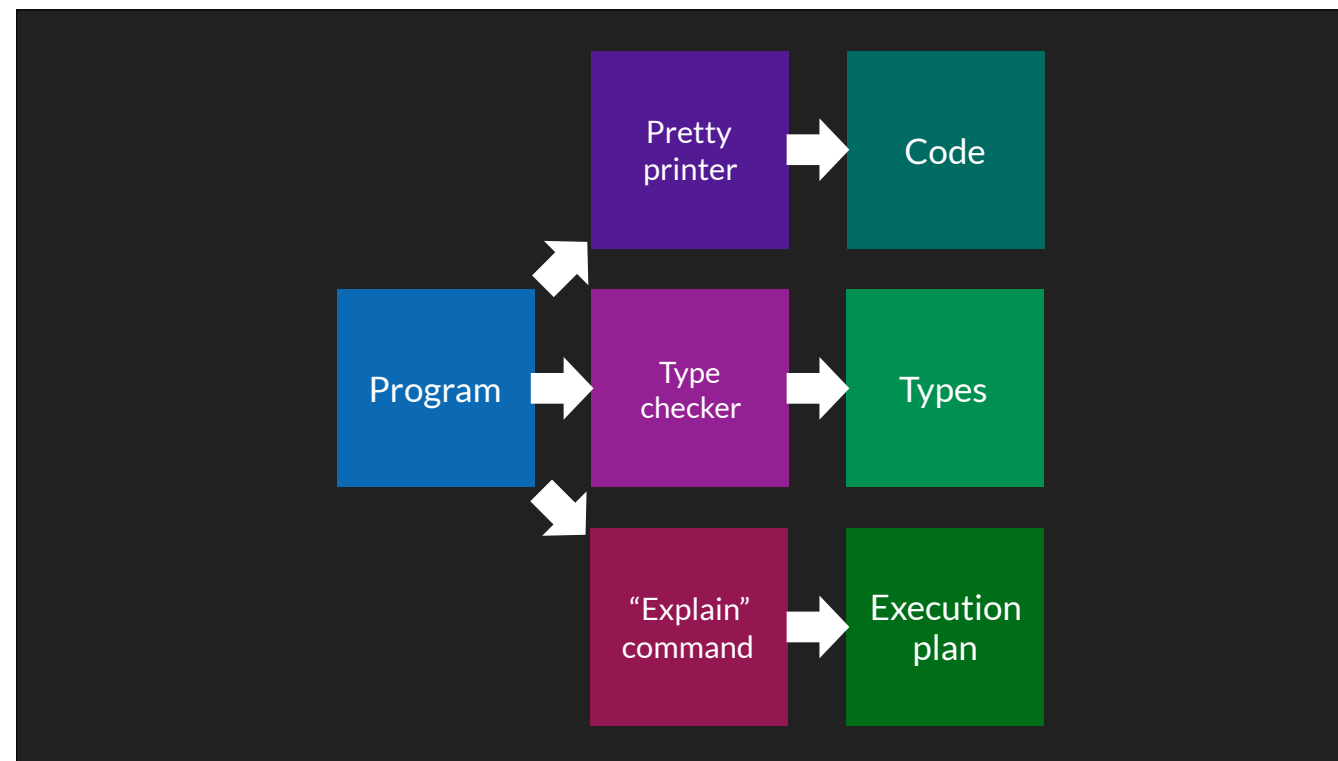 Pretty
printer
Code
Program
Type
checker
Types
“Explain”
command
Execution
plan